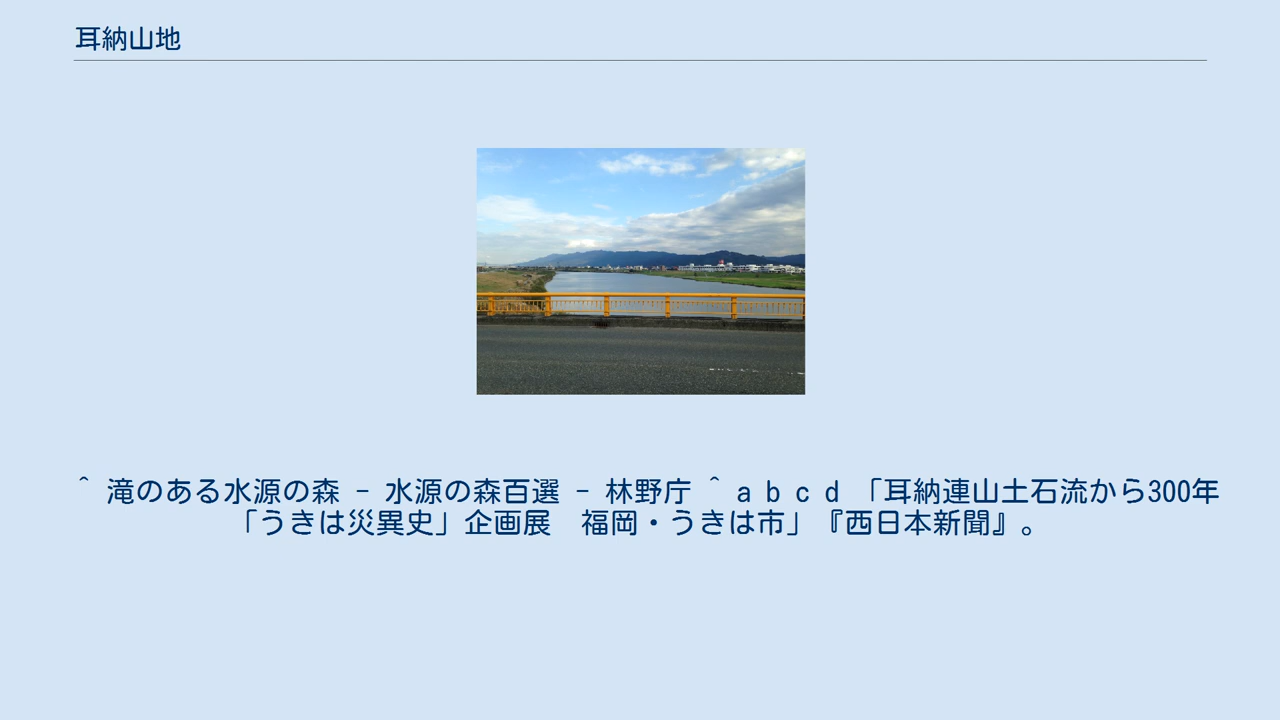 耳納山地
^ 滝のある水源の森 - 水源の森百選 - 林野庁 ^ a b c d 「耳納連山土石流から300年
「うきは災異史」企画展　福岡・うきは市」『西日本新聞』。